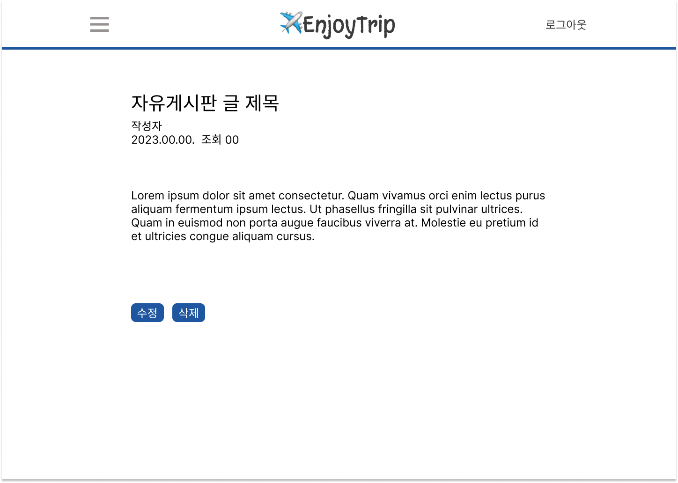 EnjoyTrip
로그아웃
자유게시판 글 제목
작성자
2023.00.00. 조회 00
Lorem ipsum dolor sit amet consectetur. Quam vivamus orci enim lectus purus
aliquam fermentum ipsum lectus. Ut phasellus fringilla sit pulvinar ultrices.
Quam in euismod non porta augue faucibus viverra at. Molestie eu pretium id
et ultricies congue aliquam cursus.
수정 삭제